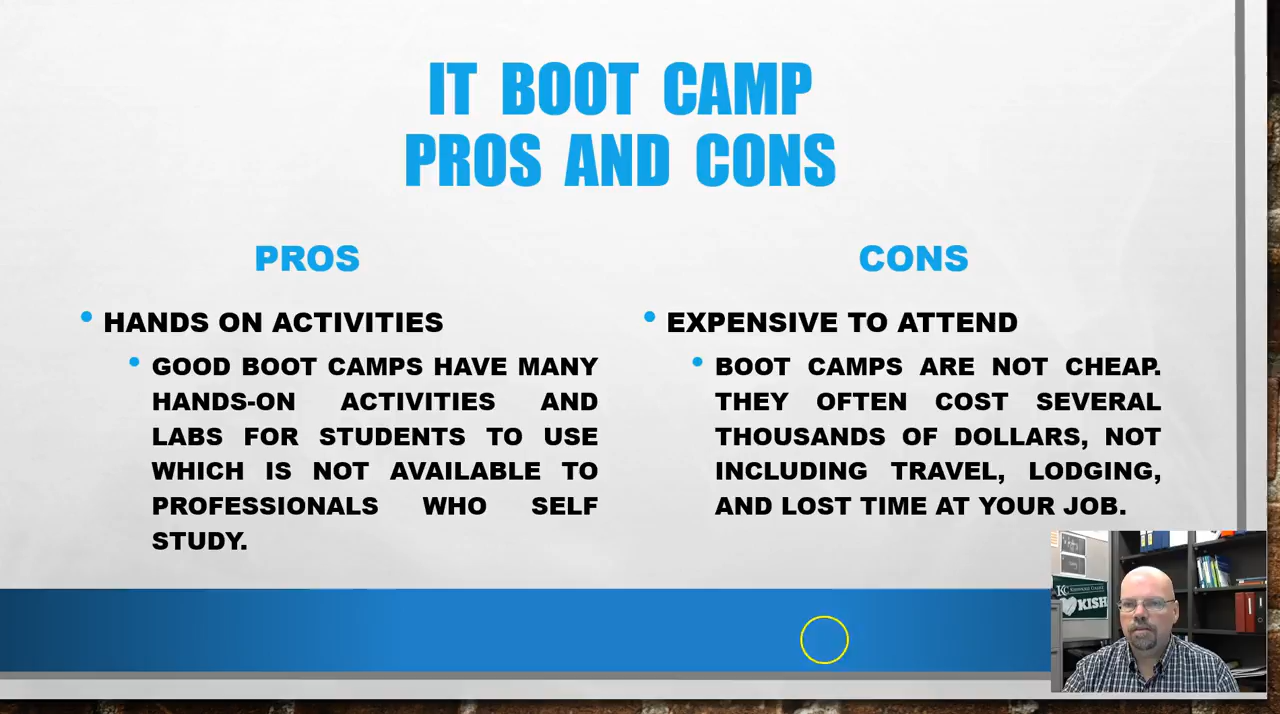 IT BOOT CAMP
PROS AND CONS
PROS
HANDS ON ACTIVITIES
GOOD BOOT CAMPS HAVE MANY
HANDS-ON ACTIVITIES AND
LABS FOR STUDENTS TO USE
WHICH IS NOT AVAILABLE TO
PROFESSIONALS WHO SELF
STUDY.
CONS
EXPENSIVE TO ATTEND
BOOT CAMPS ARE NOT CHEAP.
THEY OFTEN COST SEVERAL
THOUSANDS OF DOLLARS, NOT
INCLUDING TRAVEL, LODGING,
AND LOST TIME AT YOUR JOB.
KC
KISH